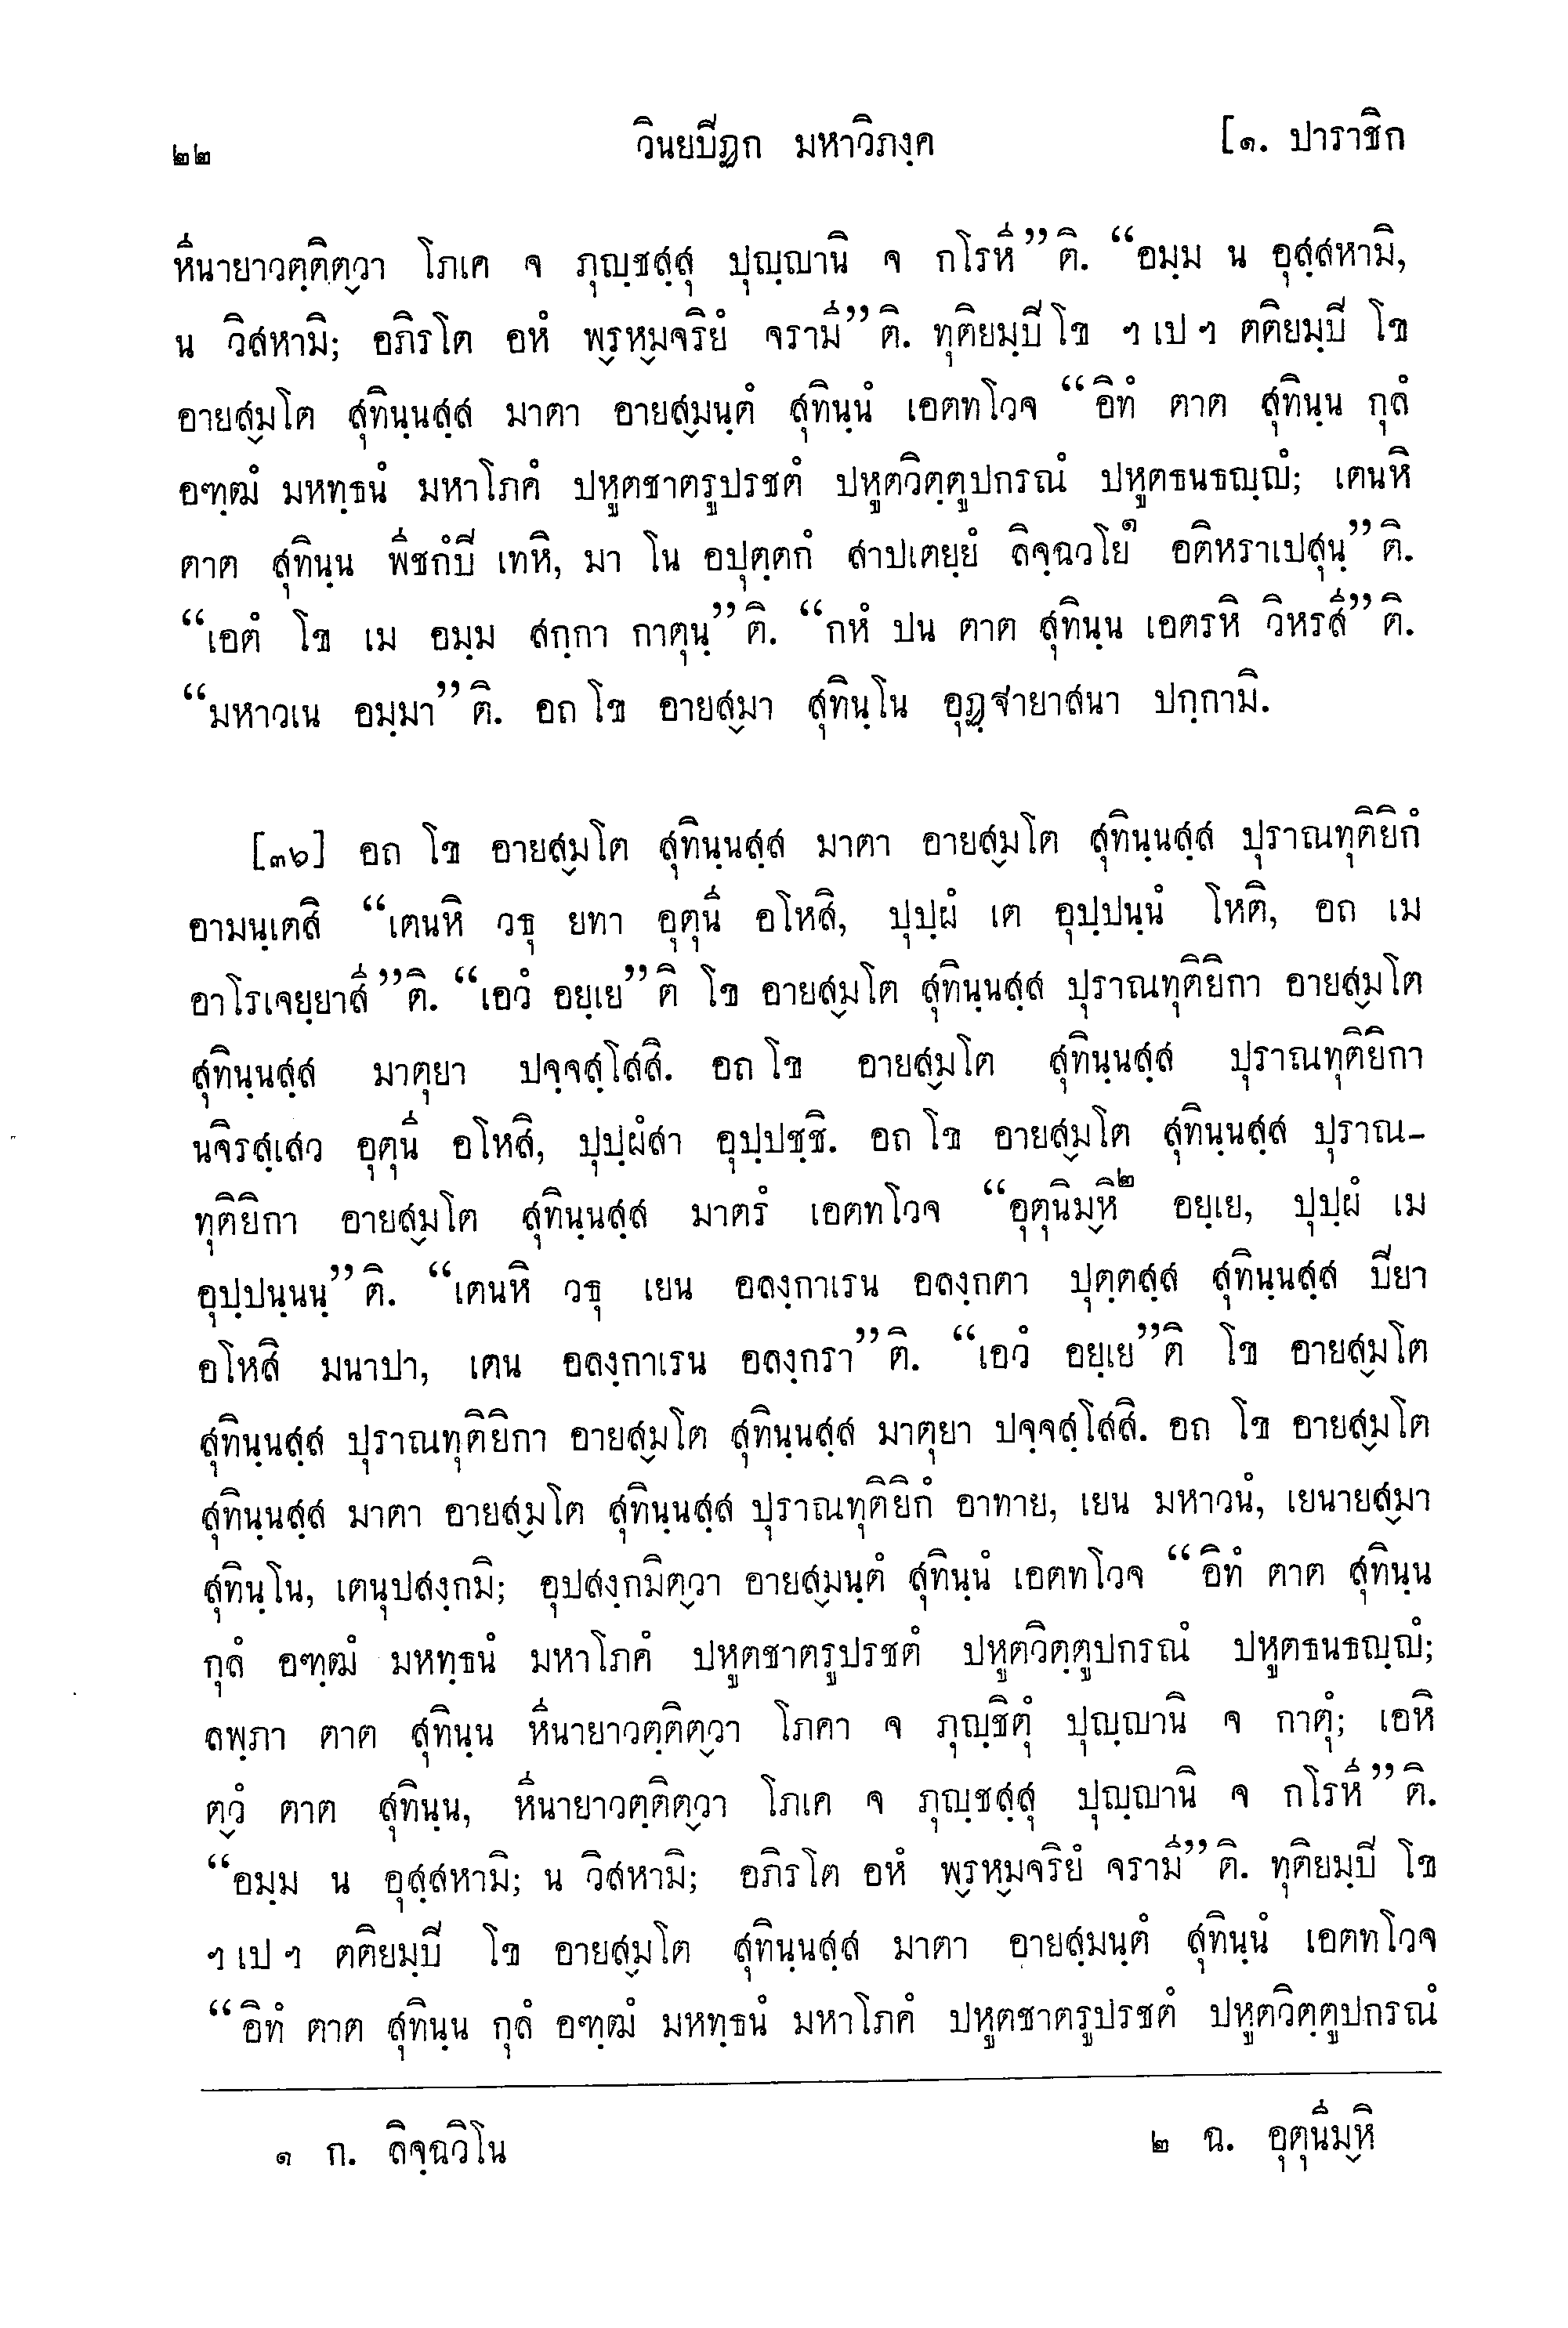 ๒๒ วินยปิฏก มหาวิภงฺค [๑. ปาราชิก
หีนายาวตฺติตฺวา โภเค จ ภุญฺชสฺสุ ปุญฺญานิ จ กโรหี”ติ. “อมฺม น อุสฺสหามิ,
น วิสหามิ; อภิรโต อหํ พฺรหฺมจริยํ จรามี”ติ. ทุติยมฺปิ โข ฯ เป ฯ ตติยมฺปิ โข
อายสฺมโต สุทินฺนสฺส มาตา อายสฺมนฺตํ สุทินฺนํ เอตทโวจ “อิทํ ตาต สุทินฺน กุลํ
อฑฺฒํ มหทฺธนํ มหาโภคํ ปหูตชาตรูปรชตํ ปหูตวิตฺตูปกรณํ ปหูตธนธญฺญํ; เตนหิ
ตาต สุทินฺน พีชกํปิ เทหิ, มา โน อปุตฺตกํ สาปเตยฺยํ ลิจฺฉวโย๑ อติหราเปสุนฺ”ติ.
“เอตํ โข เม อมฺม สกฺกา กาตุนฺ”ติ. “กหํ ปน ตาต สุทินฺน เอตรหิ วิหรสี”ติ.
“มหาวเน อมฺมา”ติ. อถ โข อายสฺมา สุทินฺโน อุฏฺฐายาสนา ปกฺกามิ.
[๓๖] อถ โข อายสฺมโต สุทินฺนสฺส มาตา อายสฺมโต สุทินฺนสฺส ปุราณทุติยิกํ
อามนฺเตสิ “เตนหิ วธุ ยทา อุตุนี อโหสิ, ปุปฺผํ เต อุปฺปนฺนํ โหติ, อถ เม
อาโรเจยฺยาสี”ติ. “เอวํ อยฺเย”ติ โข อายสฺมโต สุทินฺนสฺส ปุราณทุติยิกา อายสฺมโต
สุทินฺนสฺส มาตุยา ปจฺจสฺโสสิ. อถ โข อายสฺมโต สุทินฺนสฺส ปุราณทุติยิกา
นจิรสฺเสว อุตุนี อโหสิ, ปุปฺผํสา อุปฺปชฺชิ. อถ โข อายสฺมโต สุทินฺนสฺส ปุราณ-
ทุติยิกา อายสฺมโต สุทินฺนสฺส มาตรํ เอตทโวจ “อุตุนิมฺหิ๒ อยฺเย, ปุปฺผํ เม
อุปฺปนฺนนฺ”ติ. “เตนหิ วธุ เยน อลงฺกาเรน อลงฺกตา ปุตฺตสฺส สุทินฺนสฺส ปิยา
อโหสิ มนาปา, เตน อลงฺกาเรน อลงฺกรา”ติ. “เอวํ อยฺเย”ติ โข อายสฺมโต
สุทินฺนสฺส ปุราณทุติยิกา อายสฺมโต สุทินฺนสฺส มาตุยา ปจฺจสฺโสสิ. อถ โข อายสฺมโต
สุทินฺนสฺส มาตา อายสฺมโต สุทินฺนสฺส ปุราณทุติยิกํ อาทาย, เยน มหาวนํ, เยนายสฺมา
สุทินฺโน, เตนุปสงฺกมิ; อุปสงฺกมิตฺวา อายสฺมนฺตํ สุทินฺนํ เอตทโวจ “อิทํ ตาต สุทินฺน
กุลํ อฑฺฒํ มหทฺธนํ มหาโภคํ ปหูตชาตรูปรชตํ ปหูตวิตฺตูปกรณํ ปหูตธนธญฺญํ;
ลพฺภา ตาต สุทินฺน หีนายาวตฺติตฺวา โภคา จ ภุญฺชิตุํ ปุญฺญานิ จ กาตุํ; เอหิ
ตฺวํ ตาต สุทินฺน, หีนายาวตฺติตฺวา โภเค จ ภุญฺชสฺสุ ปุญฺญานิ จ กโรหี”ติ.
“อมฺม น อุสฺสหามิ; น วิสหามิ; อภิรโต อหํ พฺรหฺมจริยํ จรามี”ติ. ทุติยมฺปิ โข
ฯ เป ฯ ตติยมฺปิ โข อายสฺมโต สุทินฺนสฺส มาตา อายสฺมนฺตํ สุทินฺนํ เอตทโวจ
“อิทํ ตาต สุทินฺน กุลํ อฑฺฒํ มหทฺธนํ มหาโภคํ ปหูตชาตรูปรชตํ ปหูตวิตฺตูปกรณํ
๑ ก. ลิจฺฉวิโน ๒ ฉ. อุตุนีมฺหิ